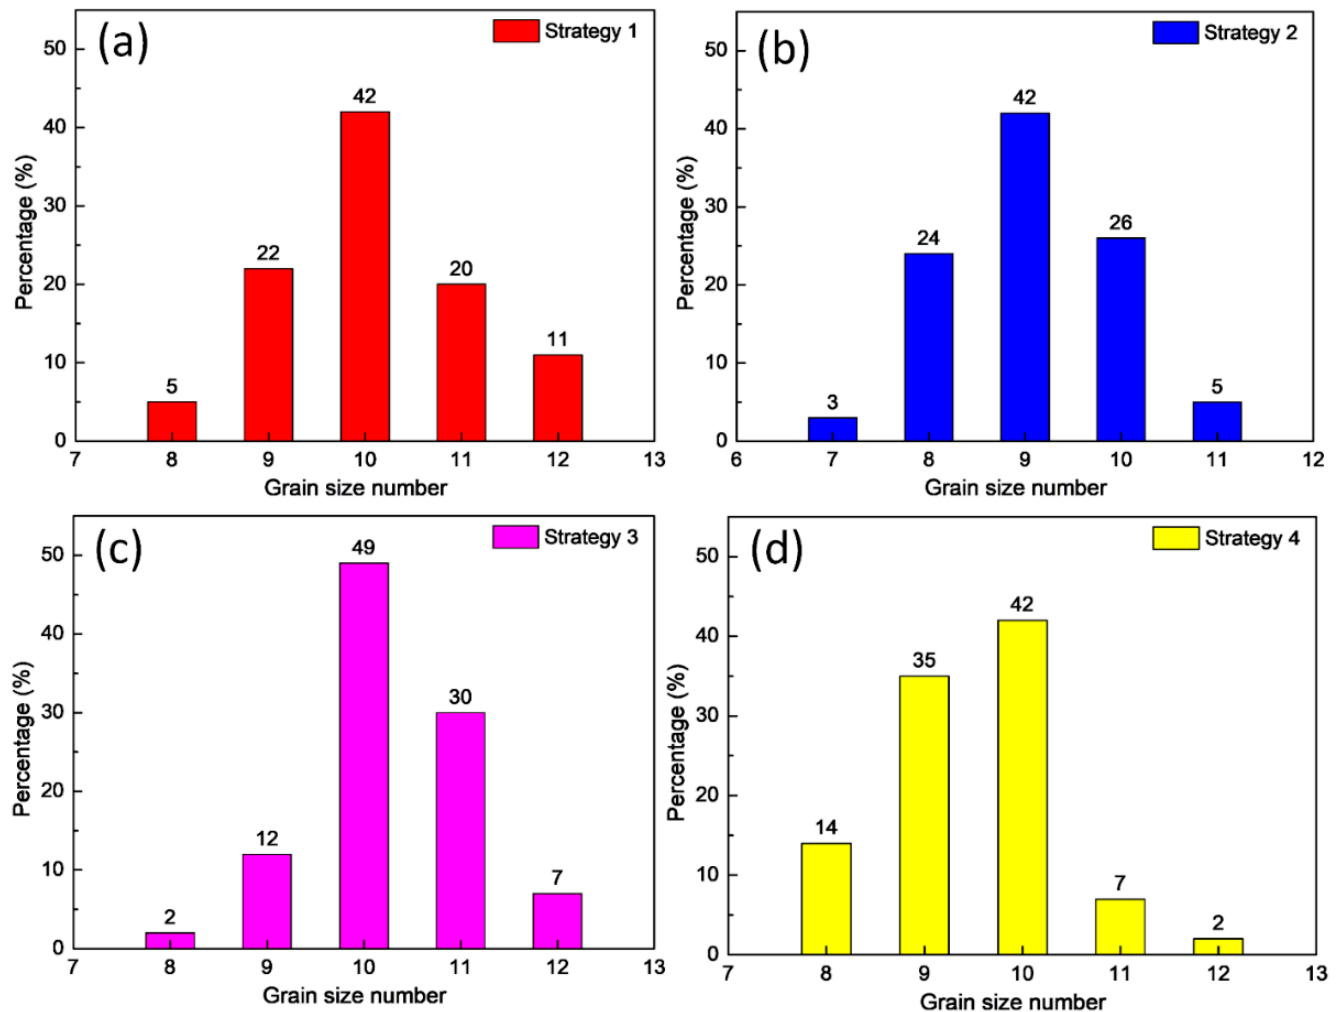 (a)
Strategy 1
Percentage (%)
50
40
30
20
10
0
5
22
42
20
11
7 8 9 10 11 12 13
Grain size number
(b)
Strategy 2
Percentage (%)
50
40
30
20
10
0
3
24
42
26
5
6 7 8 9 10 11 12
Grain size number
(c)
Strategy 3
Percentage (%)
50
40
30
20
10
0
2
12
49
30
7
7 8 9 10 11 12 13
Grain size number
(d)
Strategy 4
Percentage (%)
50
40
30
20
10
0
14
35
42
7
2
7 8 9 10 11 12 13
Grain size number